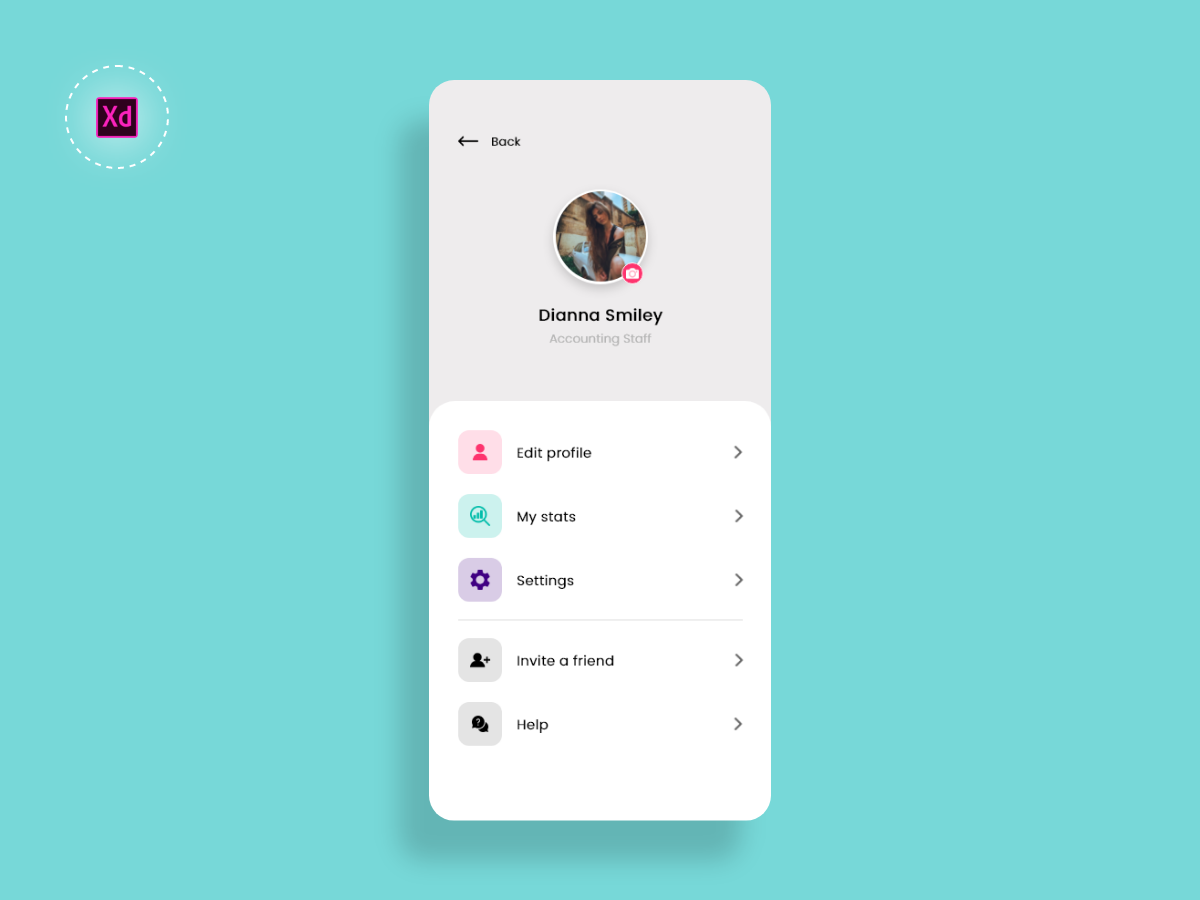 Xd
Back
Dianna Smiley
Accounting Staff
Edit profile
My stats
Settings
Invite a friend
?
Help